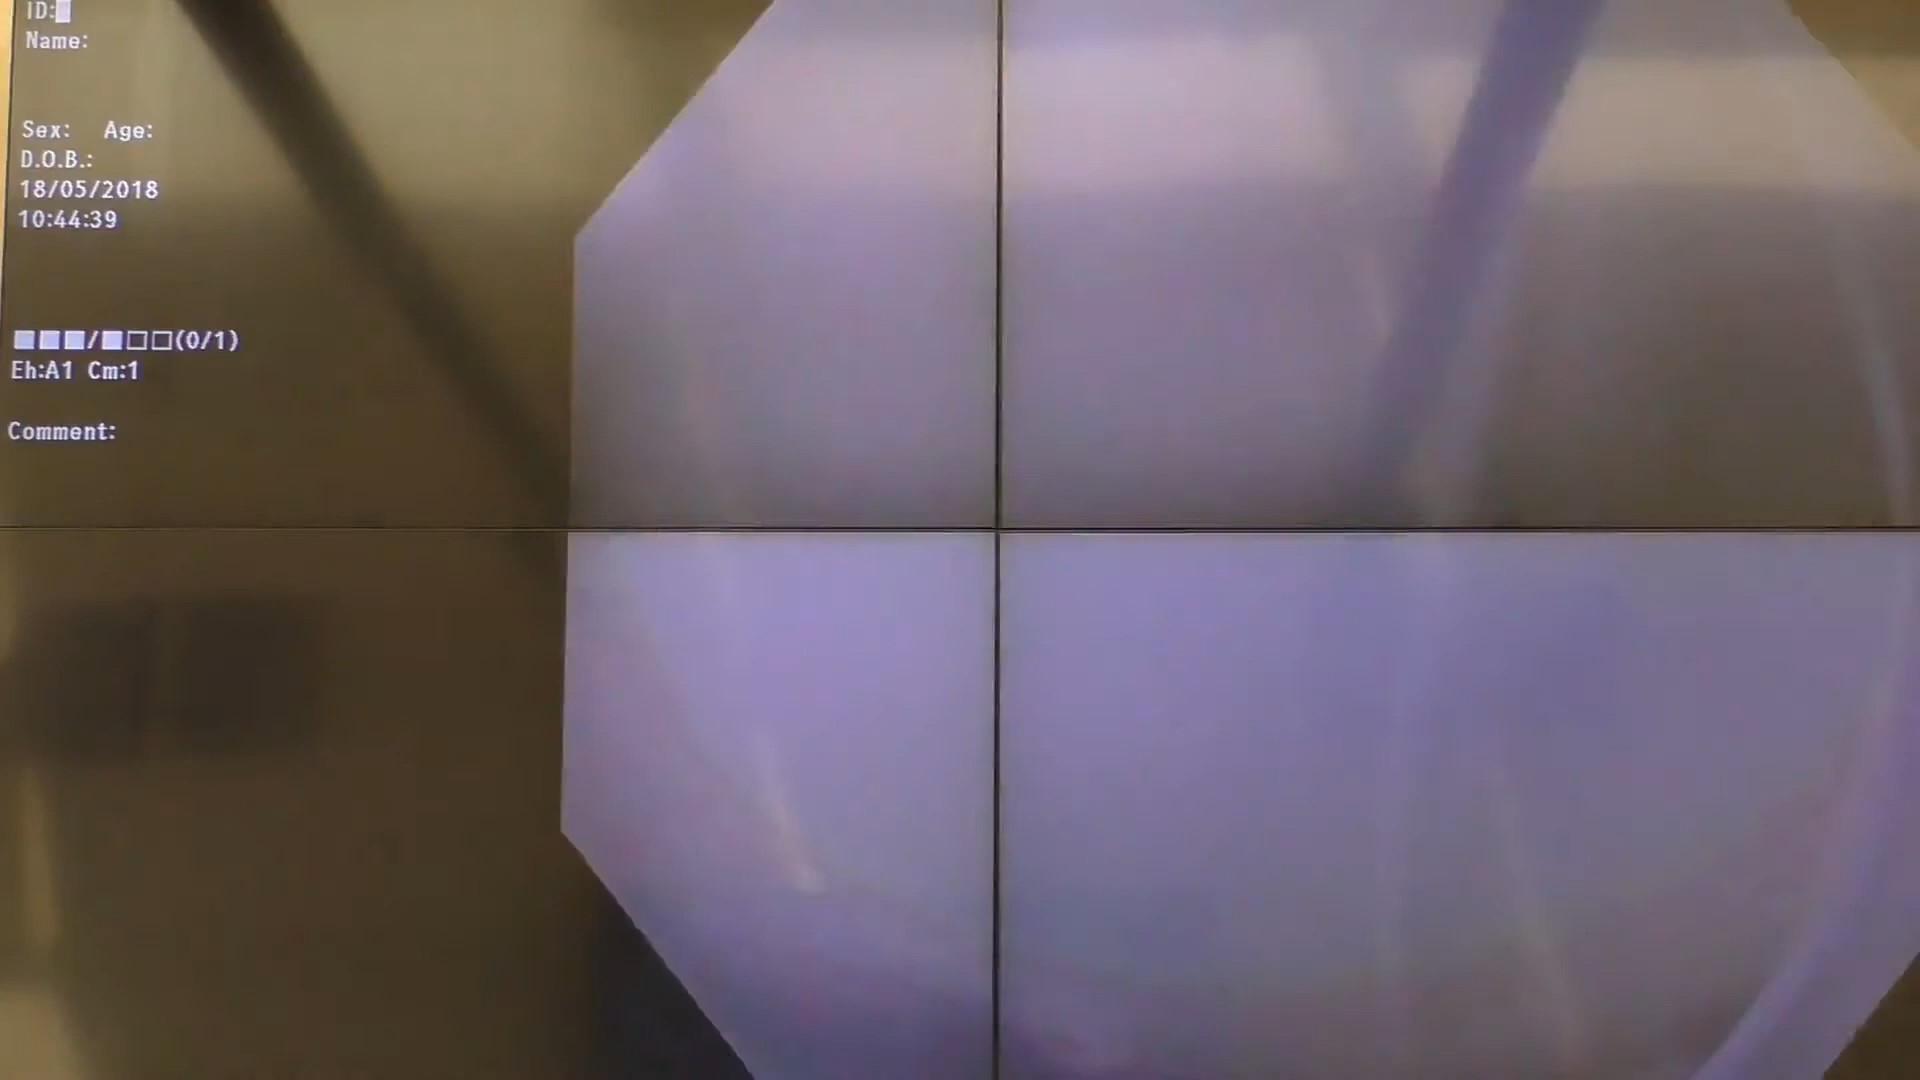 ID:
Name:
Sex: Age:
D.O.B.:
18/05/2018
10:44:39
■■■/■□□(0/1)
Eh:A1 Cm:1
Comment: